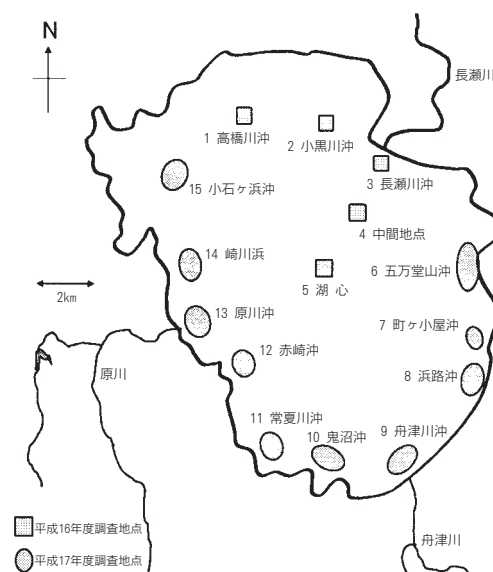 N
長瀬川
1 高橋川沖
2 小黒川沖
3 長瀬川沖
15 小石ヶ浜沖
4 中間地点
14 崎川浜
6 五万堂山沖
5 湖 心
2km
13 原川沖
7 町ヶ小屋沖
12 赤崎沖
原川
8 浜路沖
11 常夏川沖
10 鬼沼沖
9 舟津川沖
平成16年度調査地点
舟津川
平成17年度調査地点